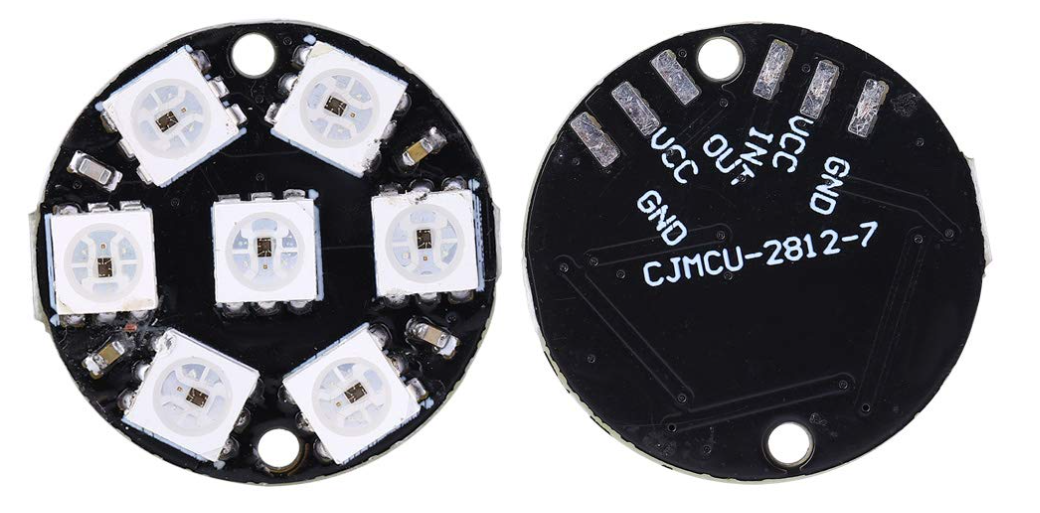 VCC
OUT
IN
VCC
GND
GND
CJMCU-2812-7